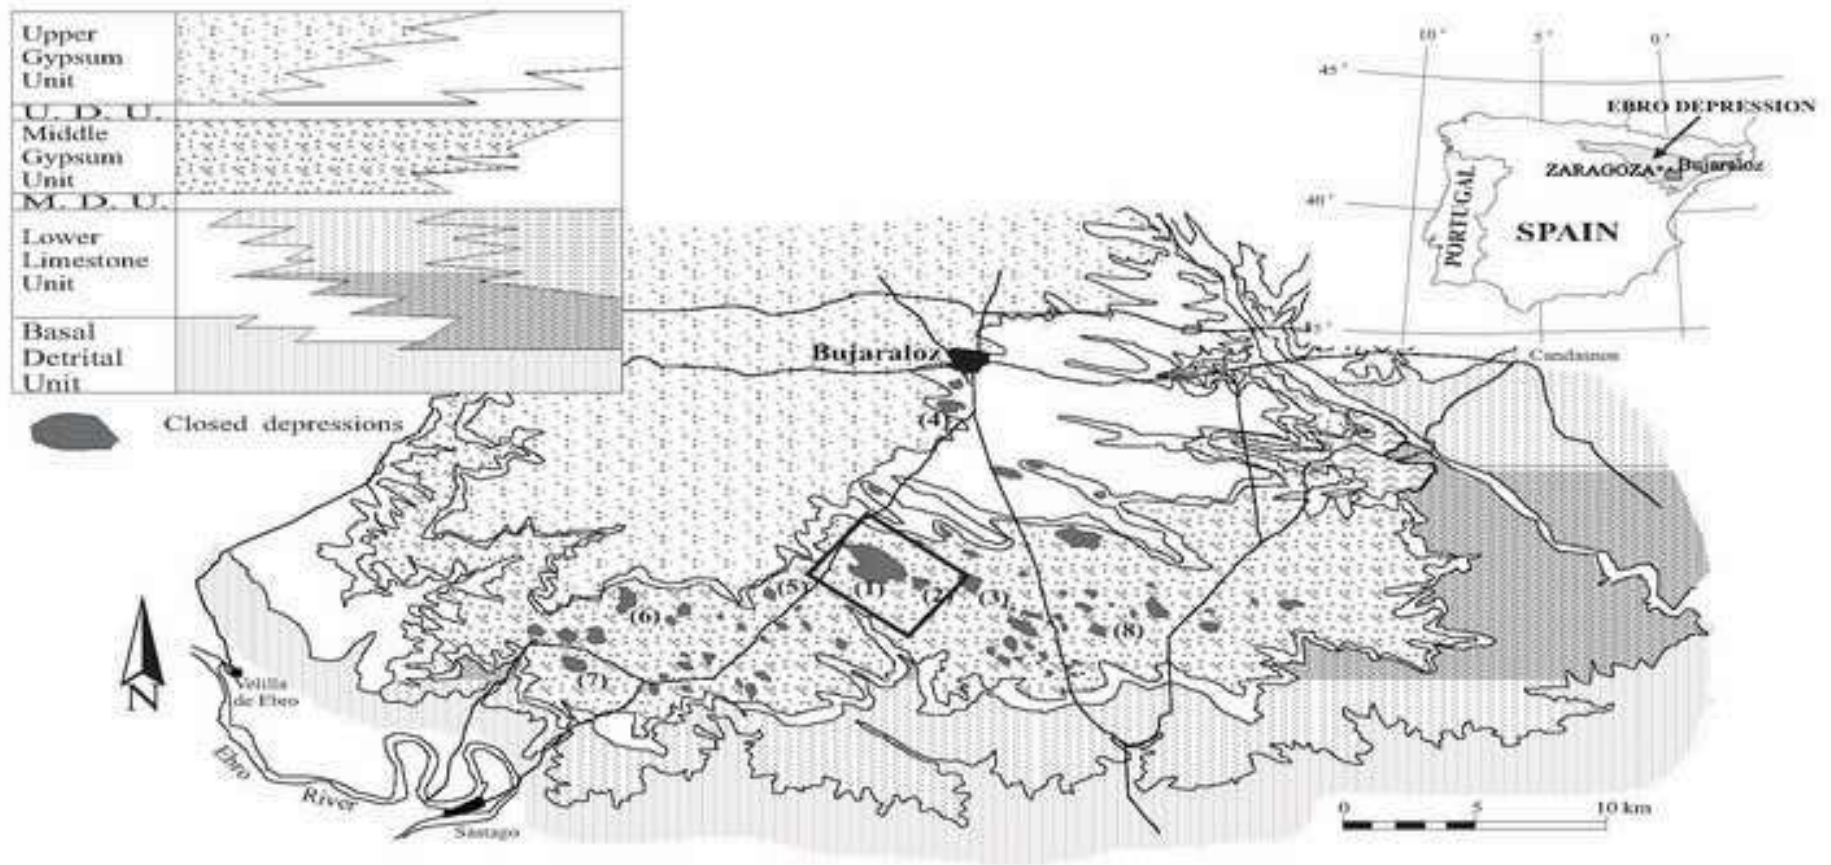 Upper
Gypsum
Unit
U. D. U.
Middle
Gypsum
Unit
M. D. U.
Lower
Limestone
Unit
Basal
Detrital
Unit
Closed depressions
10°
5°
0°
45°
EBRO DEPRESSION
ZARAGOZA
Bujaraloz
40°
PORTUGAL
SPAIN
Bujaraloz
Candasnos
(4)
(5)
(1)
(2)
(3)
(6)
(8)
(7)
N
Velilla
de Ebro
Ebro
River
Sástago
0
5
10 km